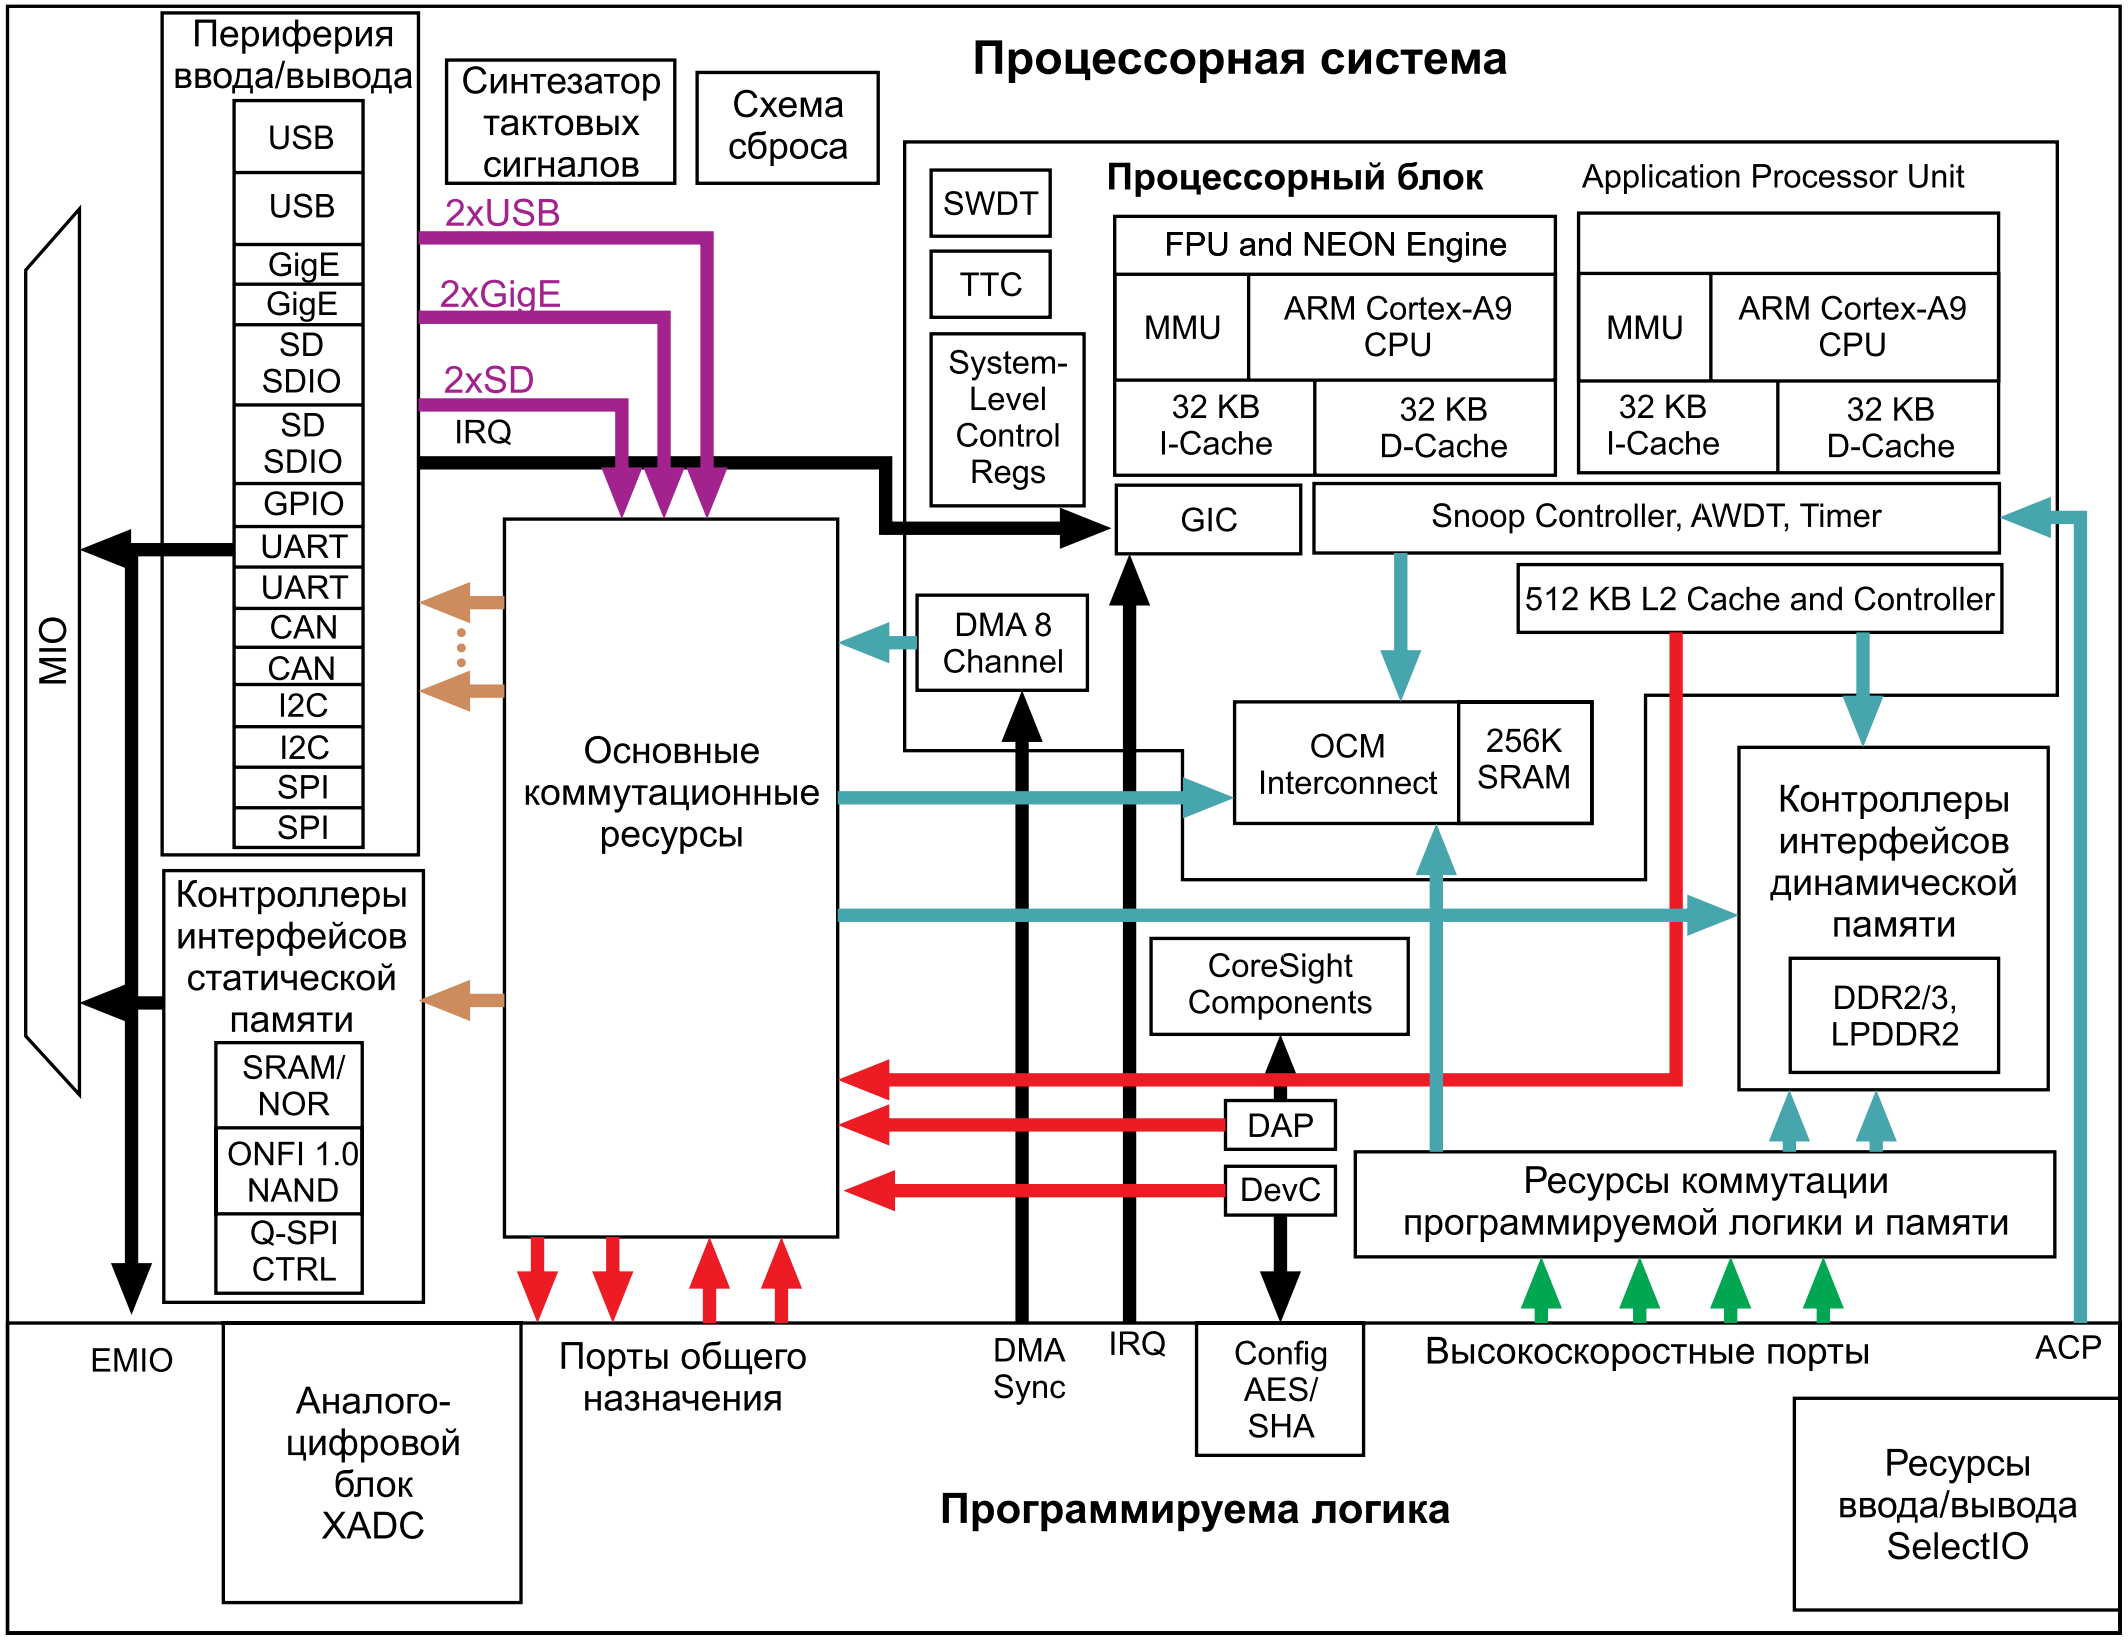 Процессорная система
Периферия
ввода/вывода
USB
USB
GigE
GigE
SD
SDIO
SD
SDIO
GPIO
UART
UART
CAN
CAN
I2C
I2C
SPI
SPI
Синтезатор
тактовых
сигналов
Схема
сброса
2xUSB
2xGigE
2xSD
IRQ
MIO
Процессорный блок
Application Processor Unit
SWDT
TTC
System-
Level
Control
Regs
FPU and NEON Engine
MMU
ARM Cortex-A9
CPU
32 KB
I-Cache
32 KB
D-Cache
MMU
ARM Cortex-A9
CPU
32 KB
I-Cache
32 KB
D-Cache
GIC
Snoop Controller, AWDT, Timer
512 KB L2 Cache and Controller
DMA 8
Channel
Основные
коммутационные
ресурсы
OCM
Interconnect
256K
SRAM
Контроллеры
интерфейсов
динамической
памяти
DDR2/3,
LPDDR2
Контроллеры
интерфейсов
статической
памяти
SRAM/
NOR
ONFI 1.0
NAND
Q-SPI
CTRL
CoreSight
Components
DAP
DevC
Ресурсы коммутации
программируемой логики и памяти
EMIO
Аналого-
цифровой
блок
XADC
Порты общего
назначения
DMA
Sync
IRQ
Config
AES/
SHA
Высокоскоростные порты
ACP
Программируема логика
Ресурсы
ввода/вывода
SelectIO